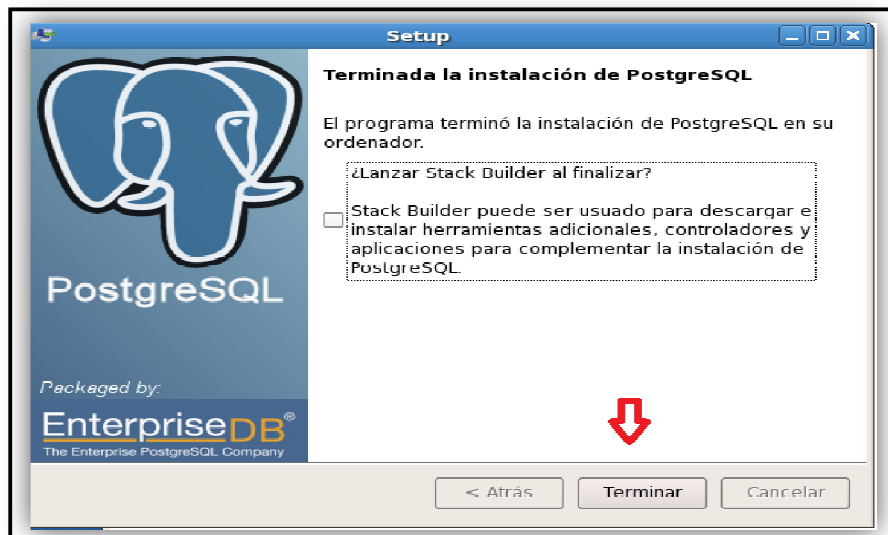 Setup
Terminada la instalación de PostgreSQL
El programa terminó la instalación de PostgreSQL en su
ordenador.
¿Lanzar Stack Builder al finalizar?
Stack Builder puede ser usado para descargar e
instalar herramientas adicionales, controladores y
aplicaciones para complementar la instalación de
PostgreSQL.
PostgreSQL
Packaged by:
EnterpriseDB®
The Enterprise PostgreSQL Company
< Atrás
Terminar
Cancelar